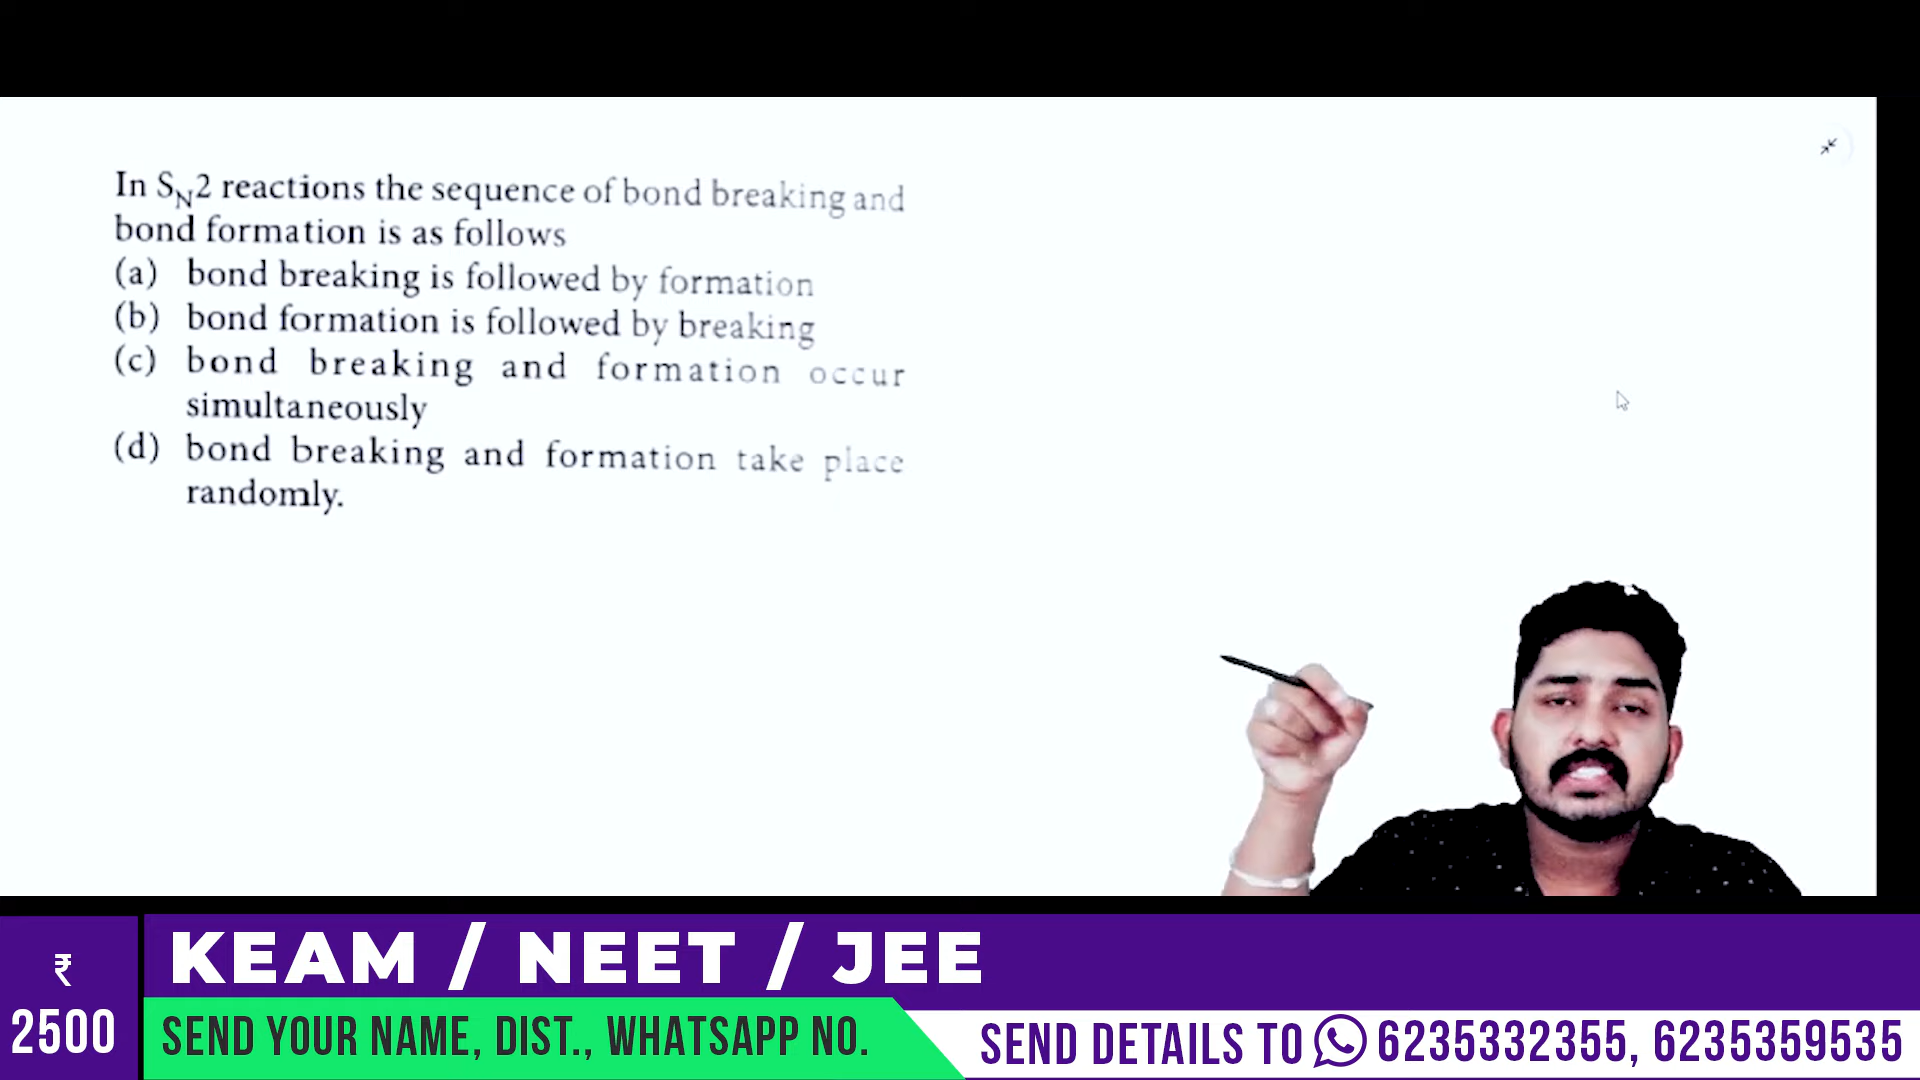 In SN2 reactions the sequence of bond breaking and
bond formation is as follows
(a) bond breaking is followed by formation
(b) bond formation is followed by breaking
(c) bond breaking and formation occur
simultaneously
(d) bond breaking and formation take place
randomly.
KEAM / NEET / JEE
₹
2500
SEND YOUR NAME, DIST., WHATSAPP NO.
SEND DETAILS TO 6235332355, 6235359535